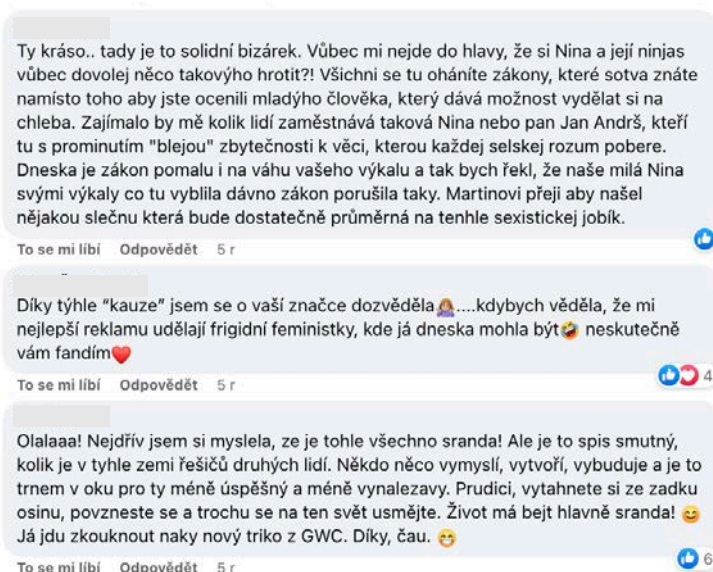 Ty kráso.. tady je to solidní bizárek. Vůbec mi nejde do hlavy, že si Nina a její ninjas
vůbec dovolej něco takovýho hrotit?! Všichni se tu oháníte zákony, které sotva znáte
namísto toho aby jste ocenili mladýho člověka, který dává možnost vydělat si na
chleba. Zajímalo by mě kolik lidí zaměstnává taková Nina nebo pan Jan Andrš, kteří
tu s prominutím "blejou" zbytečnosti k věci, kterou každej selskej rozum pobere.
Dneska je zákon pomalu i na váhu vašeho výkalu a tak bych řekl, že naše milá Nina
svými výkaly co tu vyblila dávno zákon porušila taky. Martinovi přeji aby našel
nějakou slečnu která bude dostatečně průměrná na tenhle sexistickej jobík.
To se mi líbí Odpovědět 5 r
Díky týhle “kauze” jsem se o vaší značce dozvěděla🤷🏼‍♀️....kdybych věděla, že mi
nejlepší reklamu udělají frigidní feministky, kde já dneska mohla být🤣 neskutečně
vám fandím❤️
To se mi líbí Odpovědět 5 r 4
Olalaaa! Nejdřív jsem si myslela, ze je tohle všechno sranda! Ale je to spis smutný,
kolik je v tyhle zemi řešičů druhých lidí. Někdo něco vymyslí, vytvoří, vybuduje a je to
trnem v oku pro ty méně úspěšný a méně vynalezavy. Prudici, vytahnete si ze zadku
osinu, povzneste se a trochu se na ten svět usmějte. Život má bejt hlavně sranda! 😊
Já jdu zkouknout naky nový triko z GWC. Díky, čau. 😁
To se mi líbí Odpovědět 5 r 6